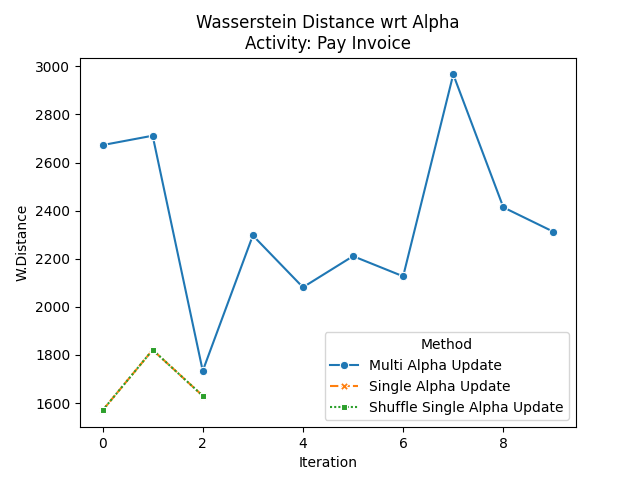 Wasserstein Distance wrt Alpha
Activity: Pay Invoice
W.Distance
3000
2800
2600
2400
2200
2000
1800
1600
0
2
4
6
8
Iteration
Method
Multi Alpha Update
Single Alpha Update
Shuffle Single Alpha Update